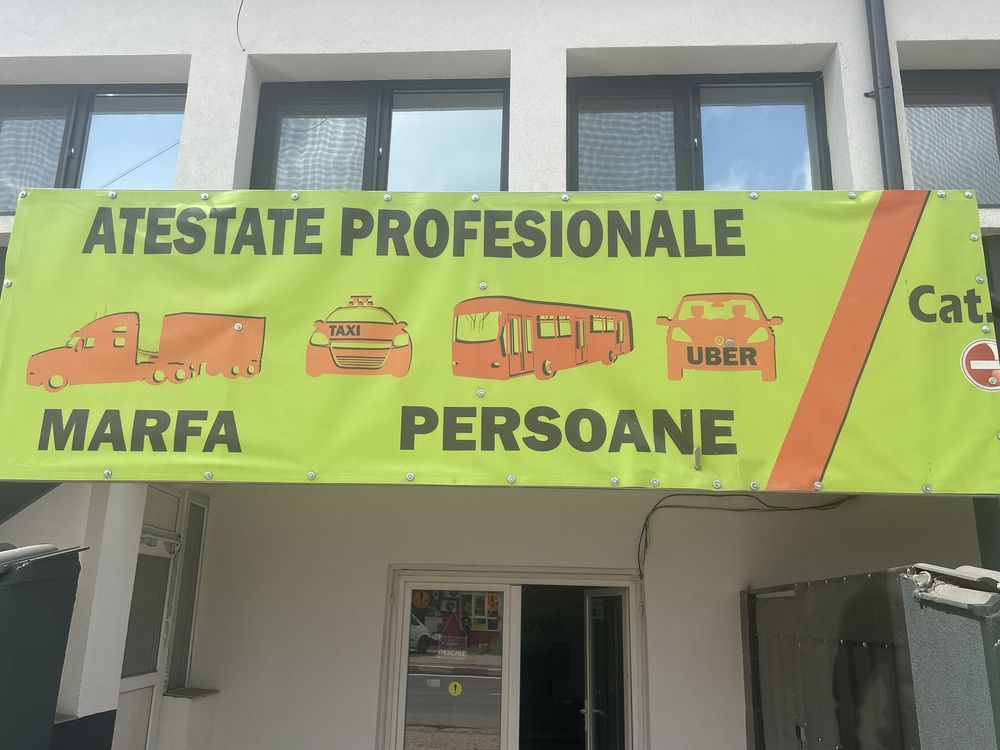 ATESTATE PROFESIONALE
Cat.
TAXI
UBER
MARFA
PERSOANE
DESCHIS